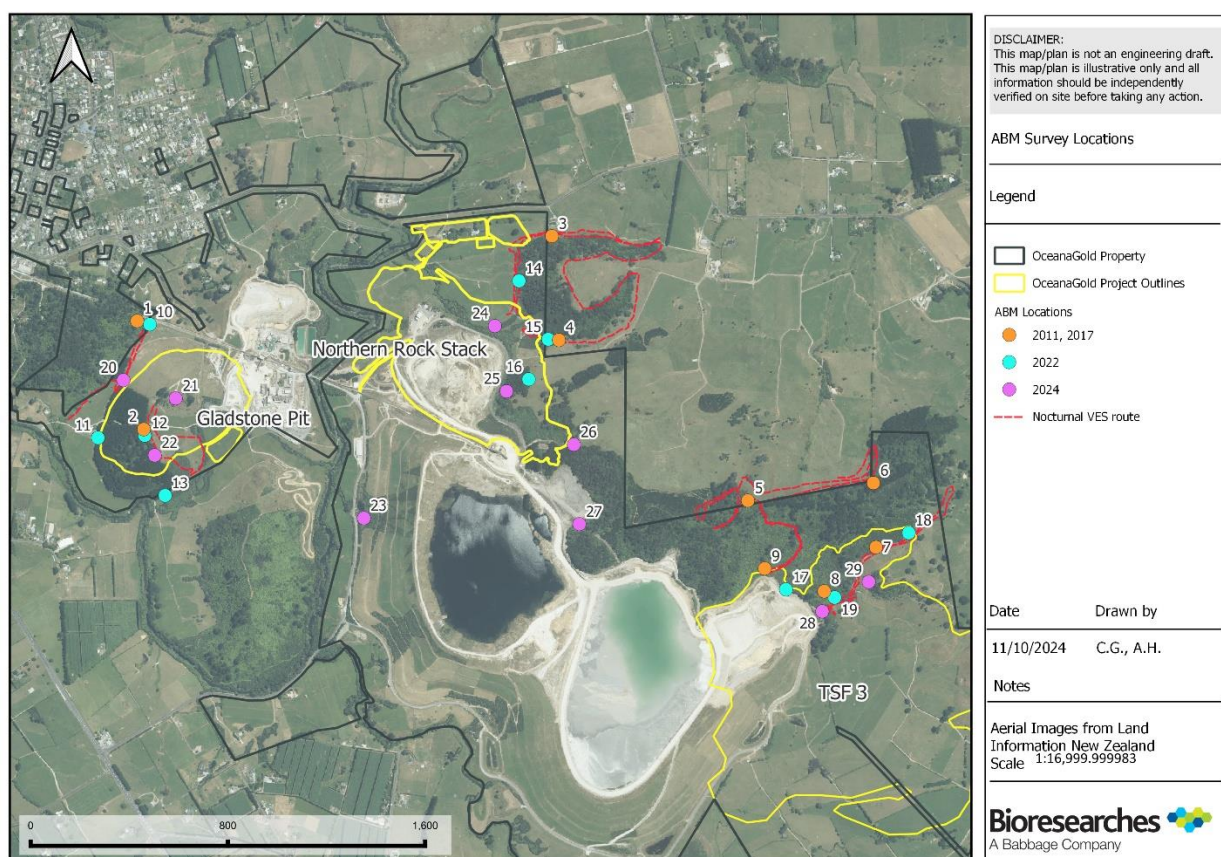 3
14
24
15
4
1
10
Northern Rock Stack
16
25
20
21
Gladstone Pit
11
2
12
22
26
13
23
27
5
6
18
7
9
17
8
29
28
19
TSF 3
0
800
1,600
DISCLAIMER:
This map/plan is not an engineering draft.
This map/plan is illustrative only and all
information should be independently
verified on site before taking any action.
ABM Survey Locations
Legend
OceanaGold Property
OceanaGold Project Outlines
ABM Locations
2011, 2017
2022
2024
Nocturnal VES route
Date Drawn by
11/10/2024 C.G., A.H.
Notes
Aerial Images from Land
Information New Zealand
Scale 1:16,999.999983
Bioresearches
A Babbage Company